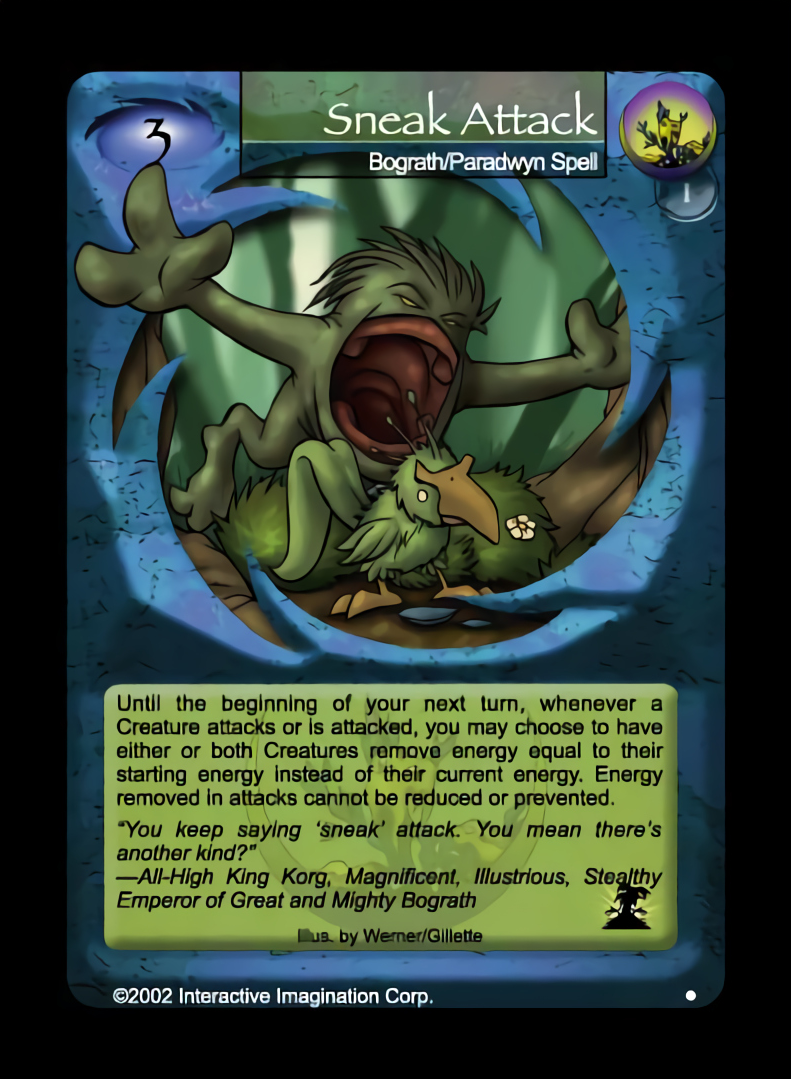 3
Sneak Attack
Bograth/Paradwyn Spell
1
Until the beginning of your next turn, whenever a
Creature attacks or is attacked, you may choose to have
either or both Creatures remove energy equal to their
starting energy instead of their current energy. Energy
removed in attacks cannot be reduced or prevented.
"You keep saying 'sneak' attack. You mean there's
another kind?"
—All-High King Korg, Magnificent, Illustrious, Stealthy
Emperor of Great and Mighty Bograth
Illus. by Werner/Gillette
©2002 Interactive Imagination Corp.